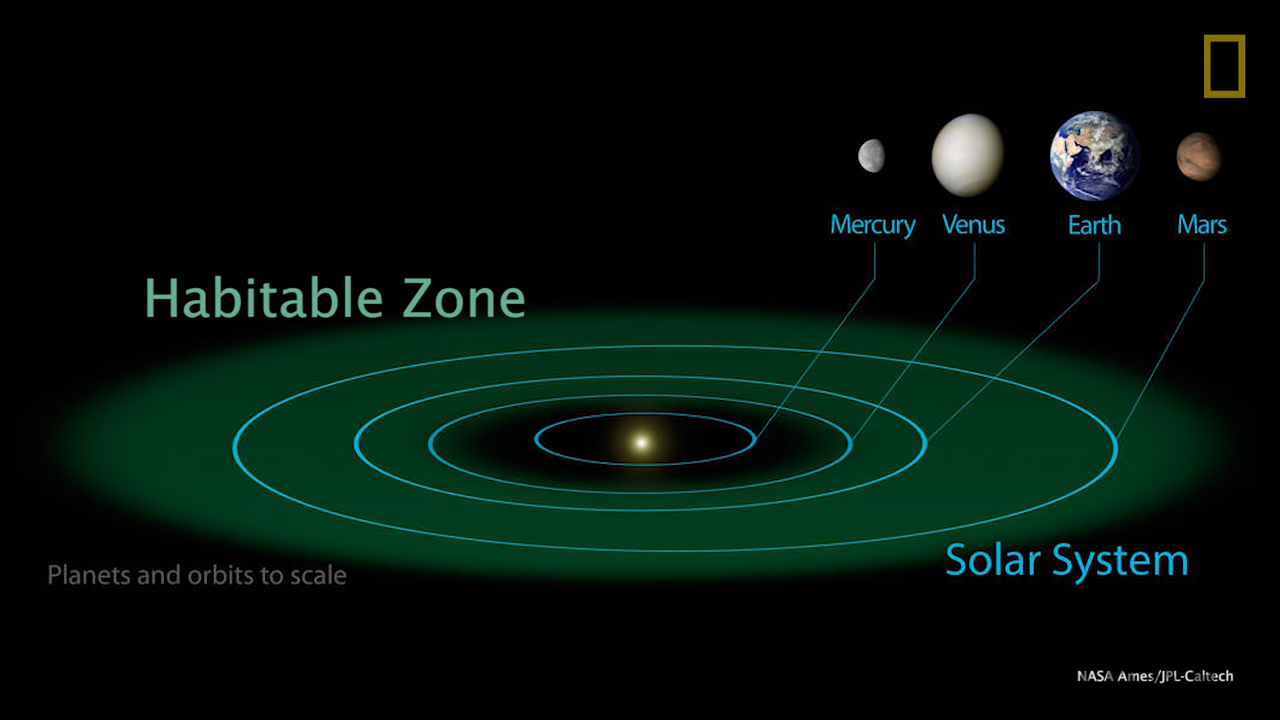 Mercury
Venus
Earth
Mars
Habitable Zone
Solar System
Planets and orbits to scale
NASA Ames/JPL-Caltech